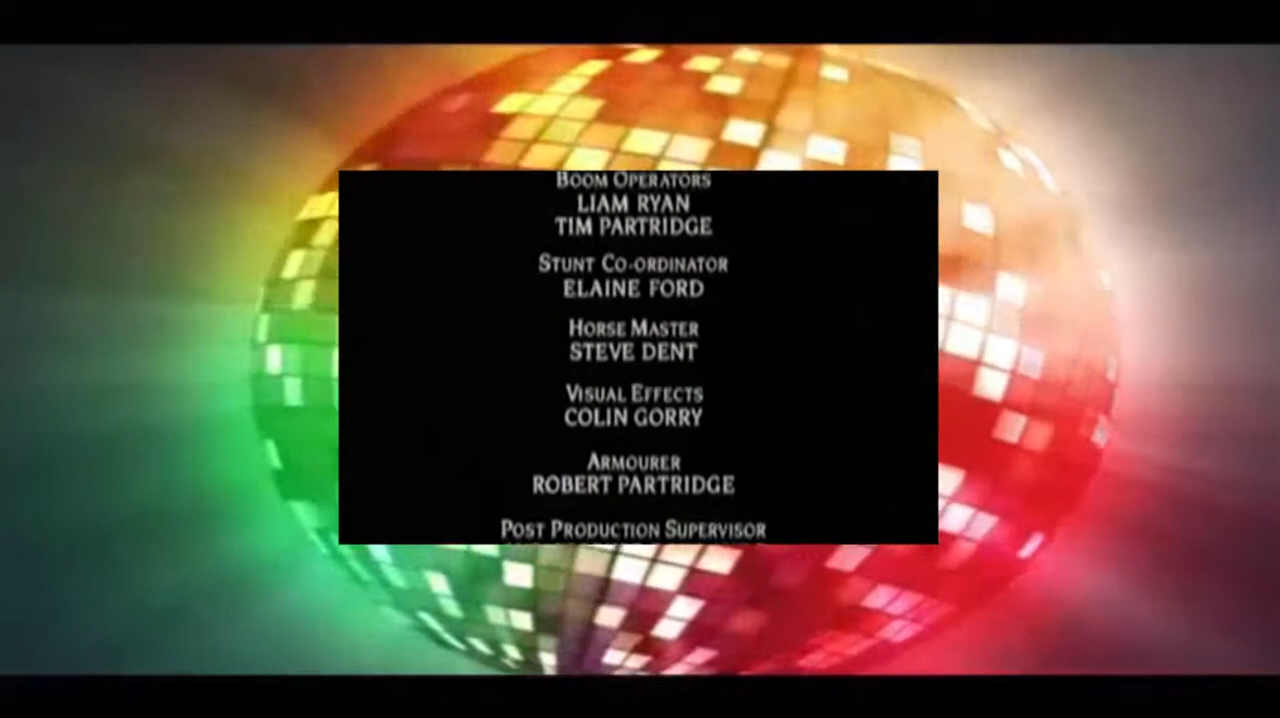 BOOM OPERATORS
LIAM RYAN
TIM PARTRIDGE
STUNT CO-ORDINATOR
ELAINE FORD
HORSE MASTER
STEVE DENT
VISUAL EFFECTS
COLIN GORRY
ARMOURER
ROBERT PARTRIDGE
POST PRODUCTION SUPERVISOR